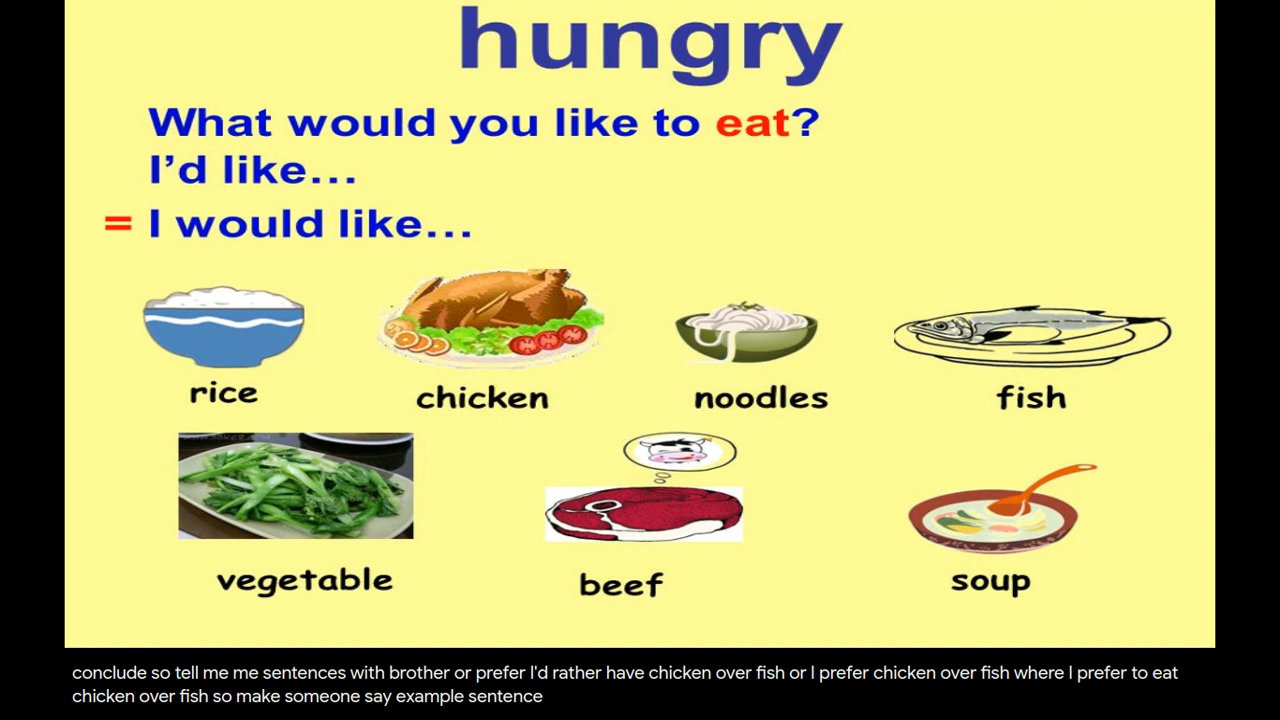 hungry
What would you like to eat?
I’d like...
= I would like...
rice
chicken
noodles
fish
vegetable
beef
soup
conclude so tell me me sentences with brother or prefer I'd rather have chicken over fish or I prefer chicken over fish where I prefer to eat
chicken over fish so make someone say example sentence